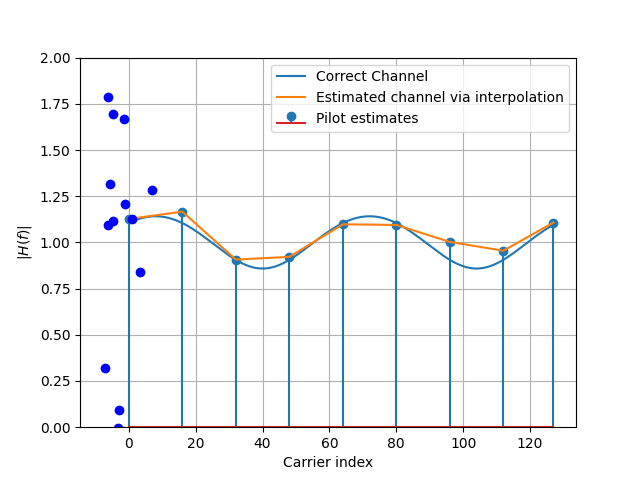 2.00
1.75
1.50
1.25
1.00
0.75
0.50
0.25
0.00
|H(f)|
Correct Channel
Estimated channel via interpolation
Pilot estimates
0 20 40 60 80 100 120
Carrier index